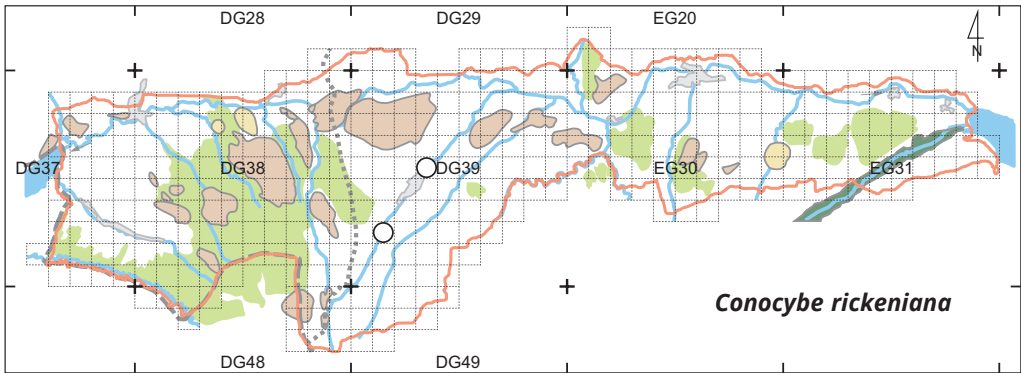 DG28 DG29 EG20
N
DG37 DG38 DG39 EG30 EG31
Conocybe rickeniana
DG48 DG49